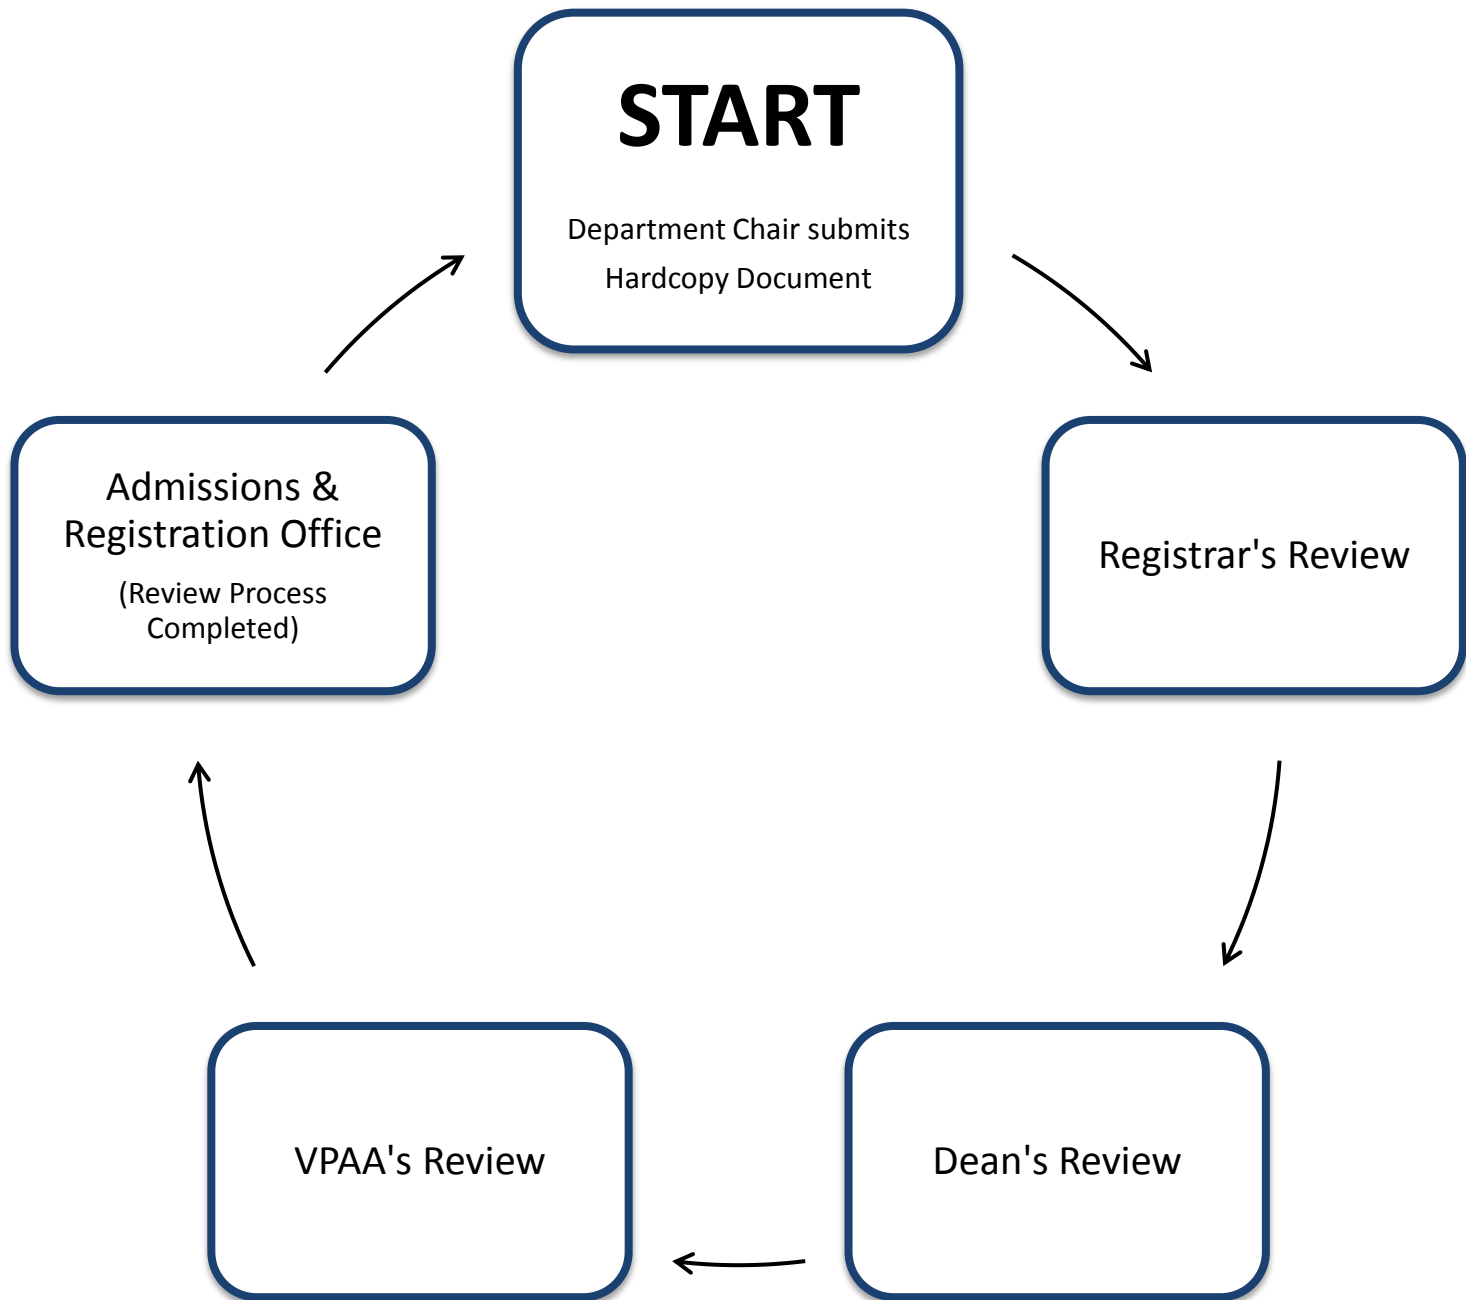 START
Department Chair submits
Hardcopy Document
Registrar's Review
Dean's Review
VPAA's Review
Admissions &
Registration Office
(Review Process
Completed)